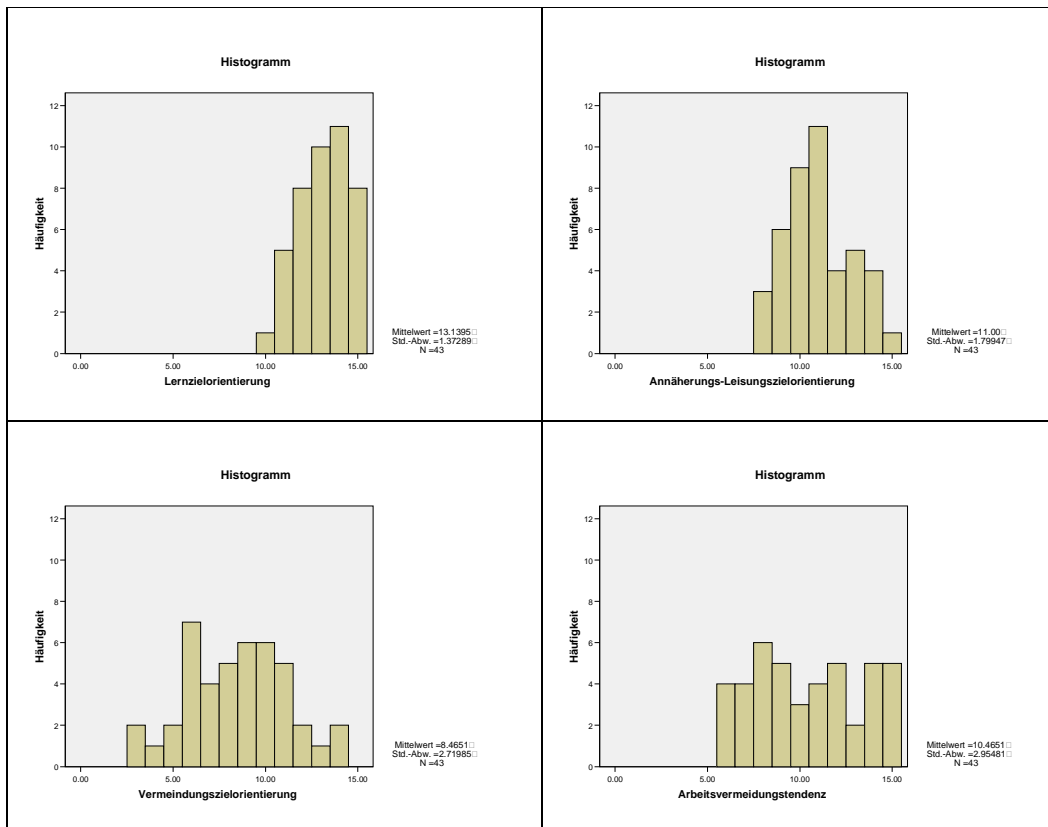 Histogramm
12
10
8
6
4
2
0
Häufigkeit
0.00 5.00 10.00 15.00
Lernzielorientierung
Mittelwert =13.1395□
Std.-Abw. =1.37289□
N =43
Histogramm
12
10
8
6
4
2
0
Häufigkeit
0.00 5.00 10.00 15.00
Annäherungs-Leisungszielorientierung
Mittelwert =11.00□
Std.-Abw. =1.79947□
N =43
Histogramm
12
10
8
6
4
2
0
Häufigkeit
0.00 5.00 10.00 15.00
Vermeindungszielorientierung
Mittelwert =8.4651□
Std.-Abw. =2.71985□
N =43
Histogramm
12
10
8
6
4
2
0
Häufigkeit
0.00 5.00 10.00 15.00
Arbeitsvermeidungstendenz
Mittelwert =10.4651□
Std.-Abw. =2.95481□
N =43